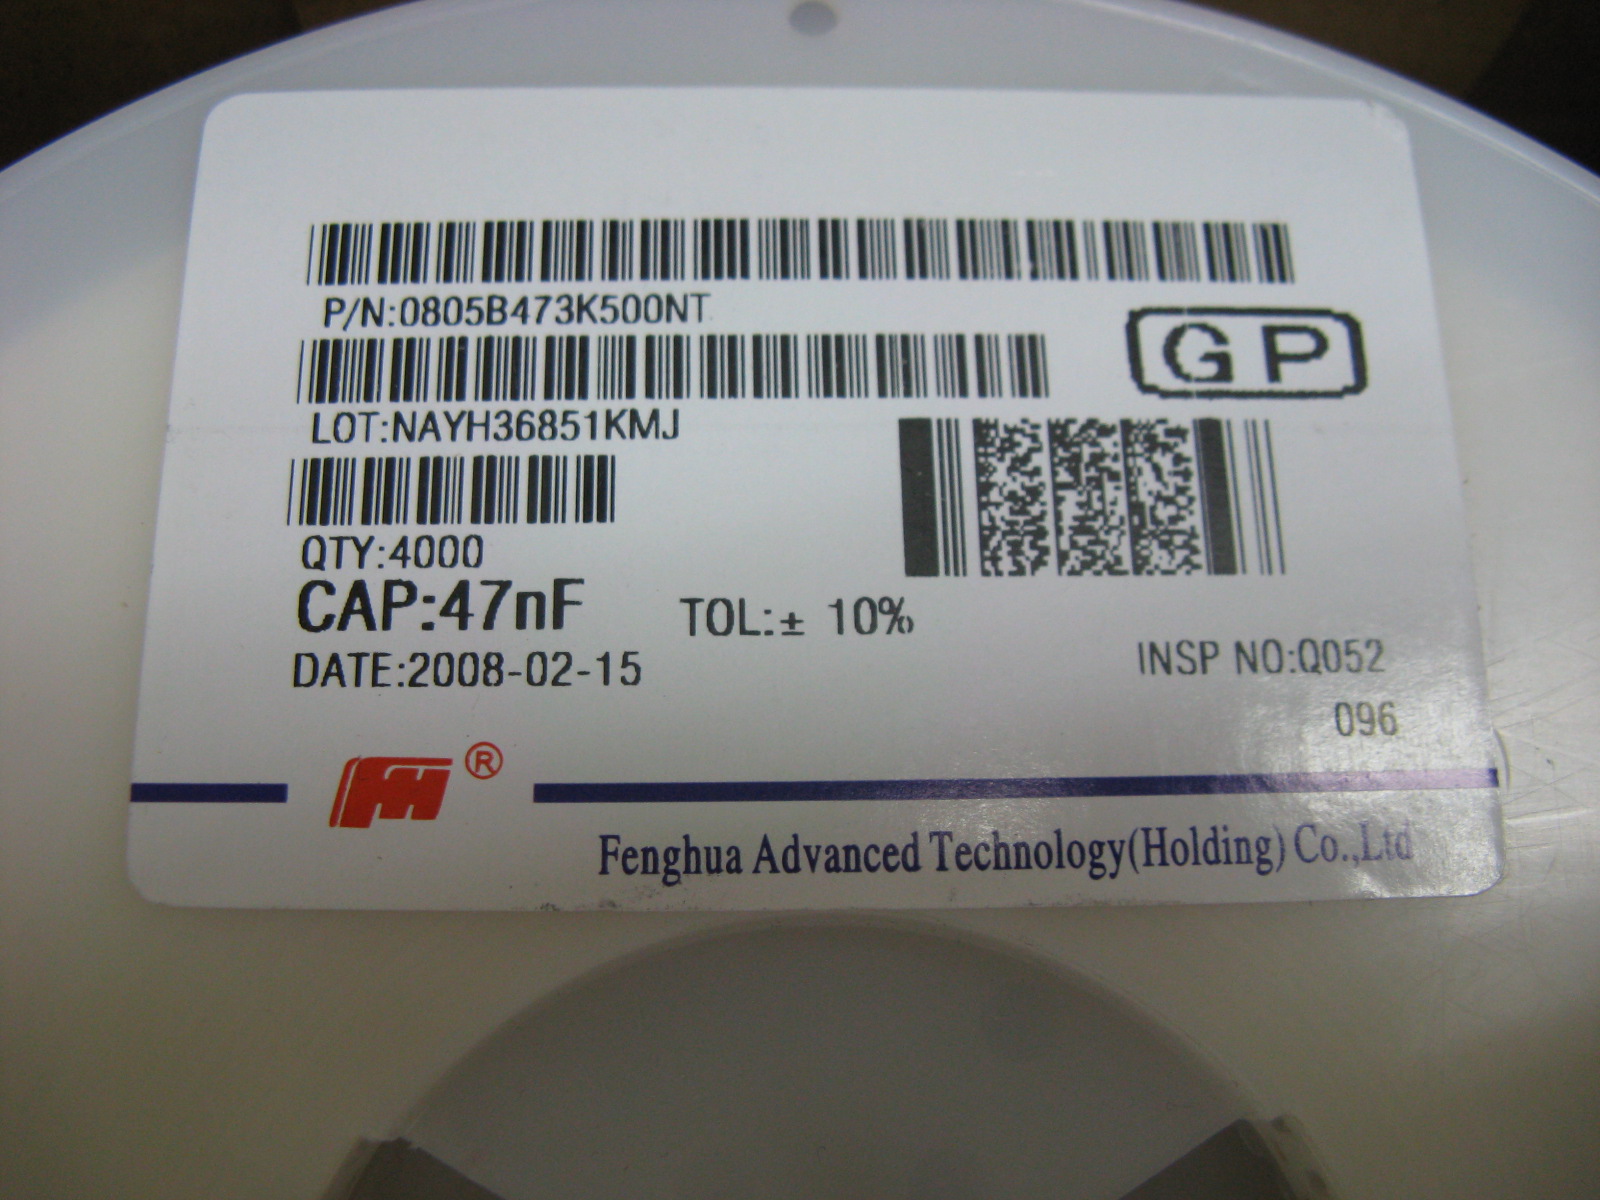 P/N:0805B473K500NT
GP
LOT:NAYH36851KMJ
QTY:4000
CAP:47nF TOL:± 10%
DATE:2008-02-15
INSP NO:Q052
096
FH ®
Fenghua Advanced Technology(Holding) Co.,Ltd